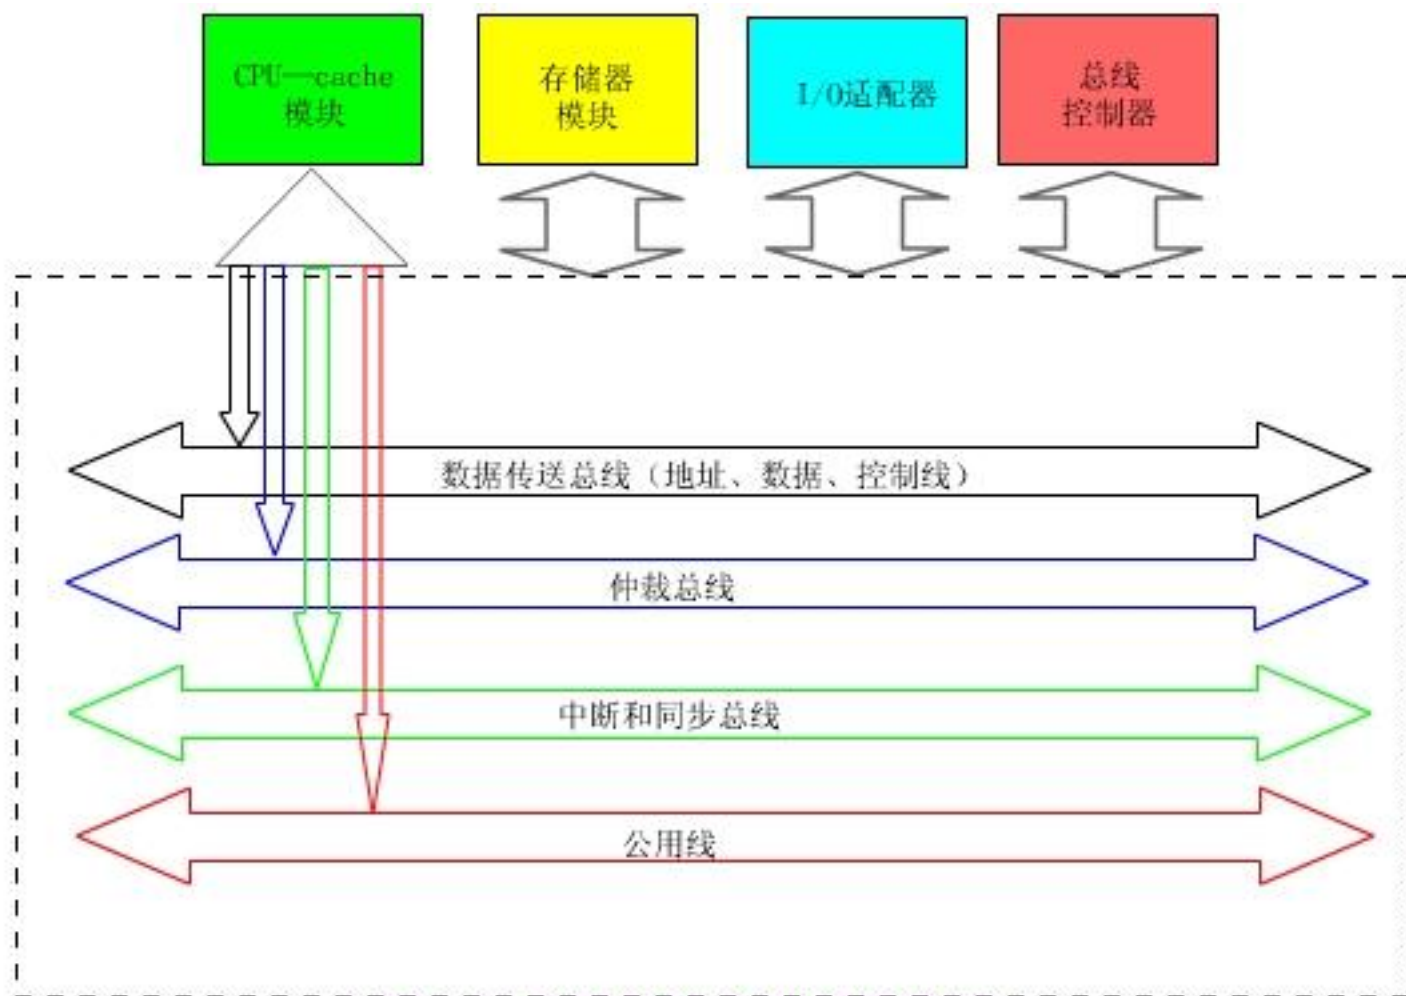 CPU—cache
模块
存储器
模块
I/O适配器
总线
控制器
数据传送总线（地址、数据、控制线）
仲裁总线
中断和同步总线
公用线